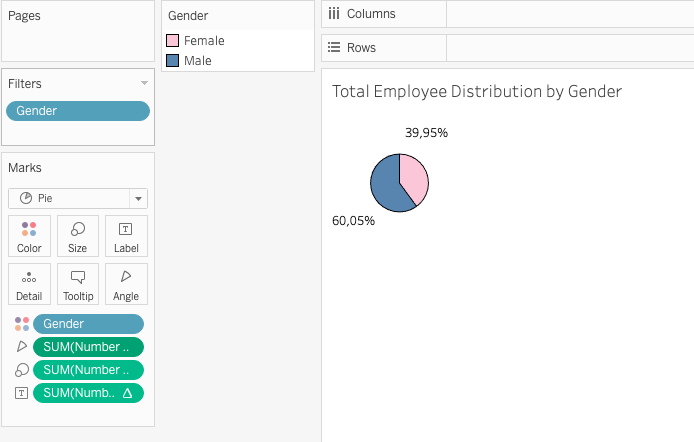 Pages
Filters
Gender
Marks
Pie
Color
Size
T
Label
Detail
Tooltip
Angle
Gender
SUM(Number ..
SUM(Number ..
T
SUM(Numb..
Gender
Female
Male
Columns
Rows
Total Employee Distribution by Gender
39,95%
60,05%